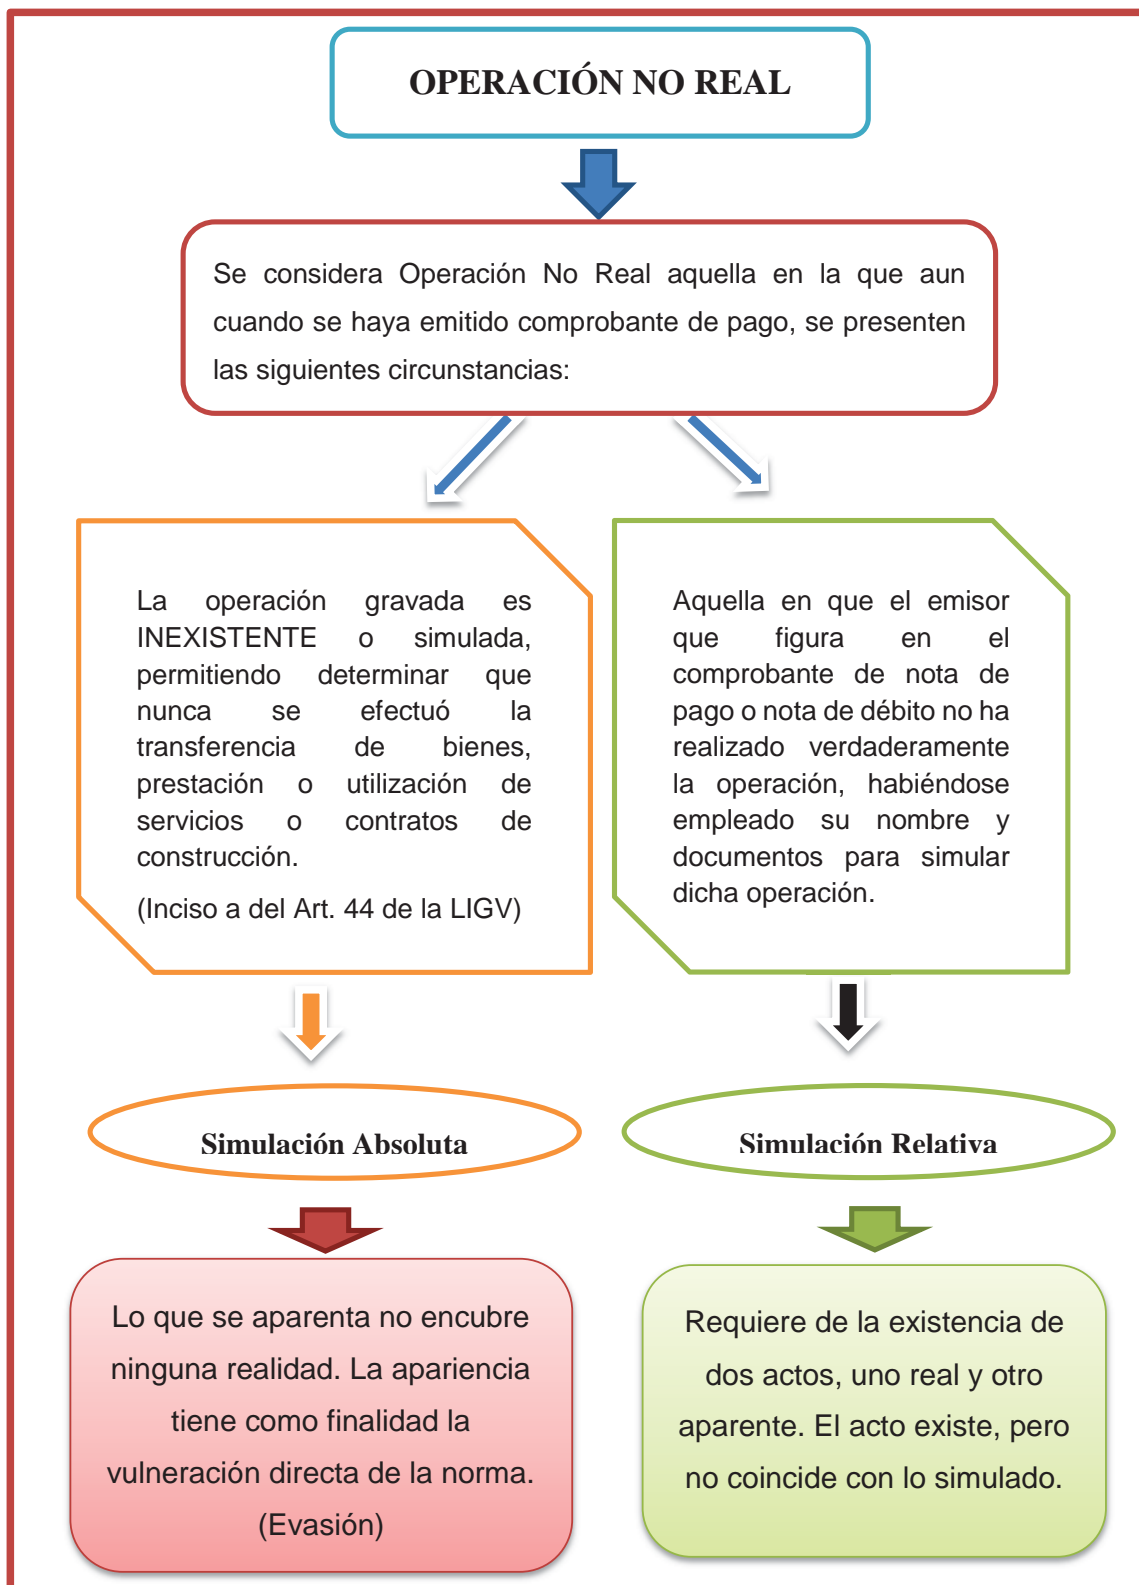 OPERACIÓN NO REAL
Se considera Operación No Real aquella en la que aun
cuando se haya emitido comprobante de pago, se presenten
las siguientes circunstancias:
La operación gravada es
INEXISTENTE o simulada,
permitiendo determinar que
nunca se efectuó la
transferencia de bienes,
prestación o utilización de
servicios o contratos de
construcción.
(Inciso a del Art. 44 de la LIGV)
Aquella en que el emisor
que figura en el
comprobante de nota de
pago o nota de débito no ha
realizado verdaderamente
la operación, habiéndose
empleado su nombre y
documentos para simular
dicha operación.
Simulación Absoluta
Simulación Relativa
Lo que se aparenta no encubre
ninguna realidad. La apariencia
tiene como finalidad la
vulneración directa de la norma.
(Evasión)
Requiere de la existencia de
dos actos, uno real y otro
aparente. El acto existe, pero
no coincide con lo simulado.